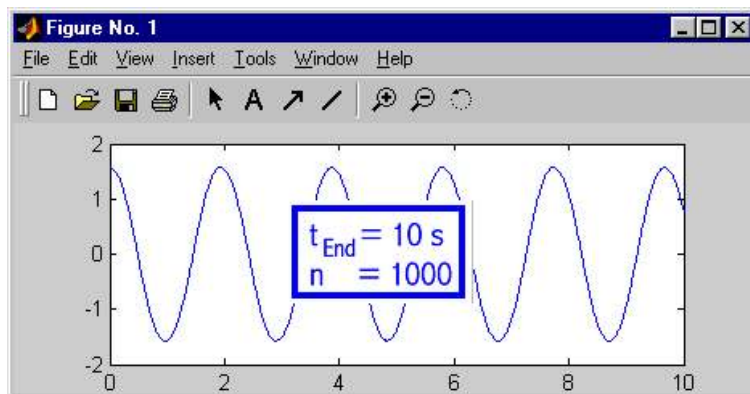 Figure No. 1
File Edit View Insert Tools Window Help
A
2
1
0
-1
-2
t_End = 10 s
n = 1000
0 2 4 6 8 10